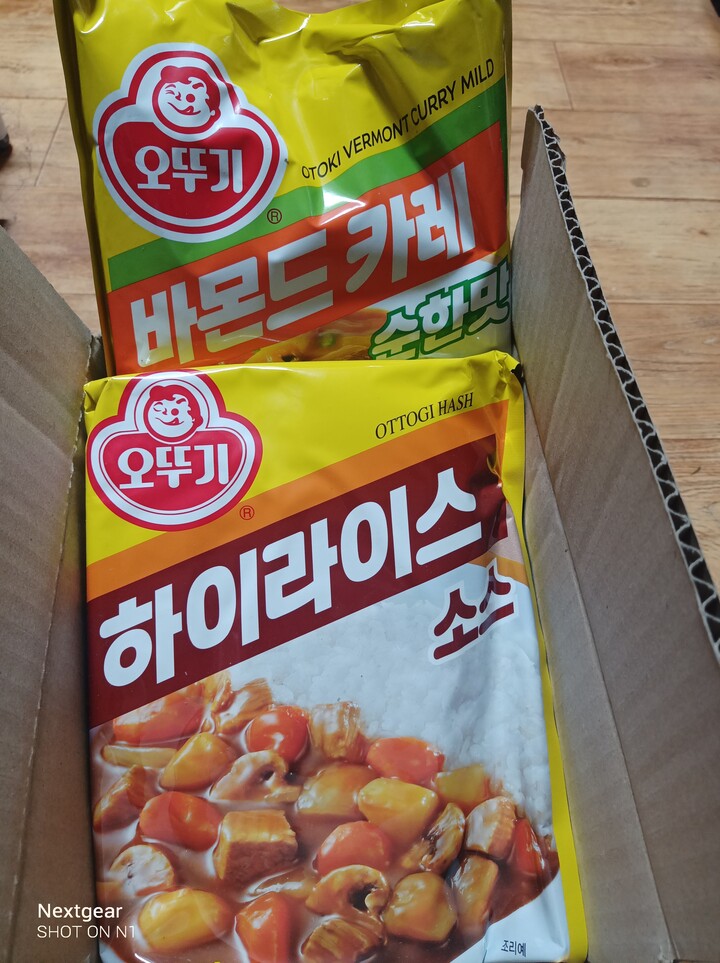 오뚜기
®
OTOKI VERMONT CURRY MILD
바몬드 카레
순한맛
오뚜기
®
OTTOGI HASH
하이라이스
소스
조리예
Nextgear
SHOT ON N1